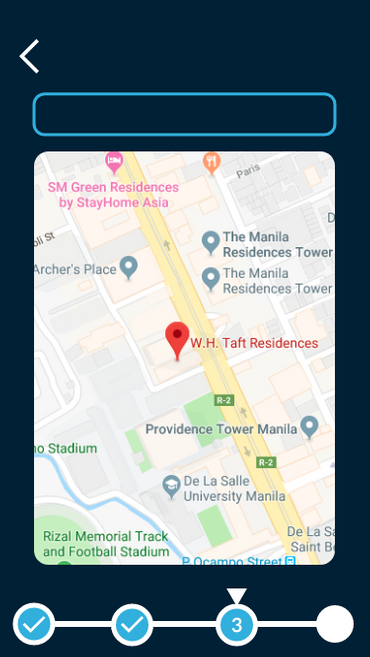 Paris
SM Green Residences
by StayHome Asia
oli St
The Manila
Residences Tower
D
Archer's Place
The Manila
Residences Tower
W.H. Taft Residences
R-2
Providence Tower Manila
no Stadium
R-2
De La Salle
University Manila
Rizal Memorial Track
and Football Stadium
De La Sa
Saint Be
P Ocampo Street
3